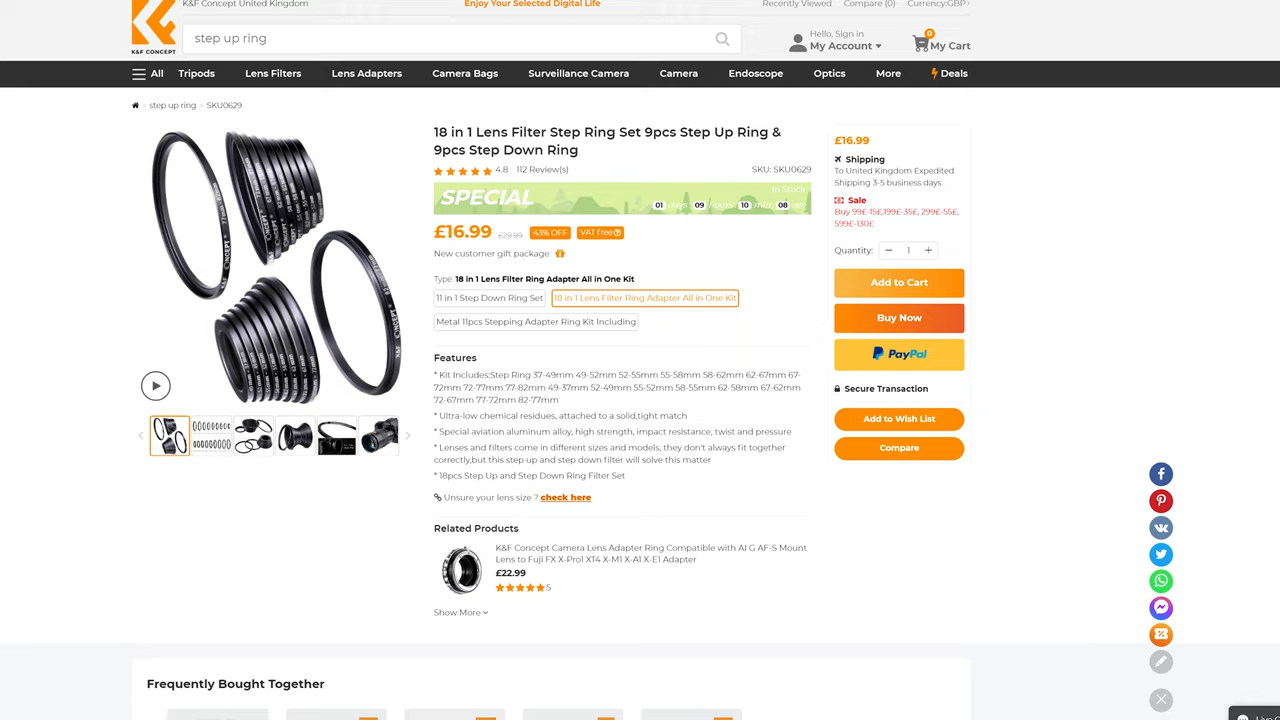 K&F Concept United Kingdom
Enjoy Your Selected Digital Life
Recently Viewed
Compare (0)
Currency:GBP
K&F CONCEPT
step up ring
Hello, Sign in
My Account
0
My Cart
All
Tripods
Lens Filters
Lens Adapters
Camera Bags
Surveillance Camera
Camera
Endoscope
Optics
More
Deals
step up ring > SKU0629
18 in 1 Lens Filter Step Ring Set 9pcs Step Up Ring &
9pcs Step Down Ring
4.8 112 Review(s)
SKU: SKU0629
SPECIAL
In Stock
01 days 09 hours 10 min 08 sec
£16.99 £29.99 43% OFF VAT free
New customer gift package
Type 18 in 1 Lens Filter Ring Adapter All in One Kit
11 in 1 Step Down Ring Set
18 in 1 Lens Filter Ring Adapter All in One Kit
Metal 11pcs Stepping Adapter Ring Kit Including
Features
* Kit Includes:Step Ring 37-49mm 49-52mm 52-55mm 55-58mm 58-62mm 62-67mm 67-
72mm 72-77mm 77-82mm 49-37mm 52-49mm 55-52mm 58-55mm 62-58mm 67-62mm
72-67mm 77-72mm 82-77mm
* Ultra-low chemical residues, attached to a solid,tight match
* Special aviation aluminum alloy, high strength, impact resistance, twist and pressure
* Lenses and filters come in different sizes and models, they don't always fit together
correctly,but this step up and step down filter will solve this matter
* 18pcs Step Up and Step Down Ring Filter Set
Unsure your lens size ? check here
Related Products
K&F Concept Camera Lens Adapter Ring Compatible with AI G AF-S Mount
Lens to Fuji FX X-Pro1 XT4 X-M1 X-A1 X-E1 Adapter
£22.99
5
Show More
£16.99
Shipping
To United Kingdom Expedited
Shipping 3-5 business days
Sale
Buy 99£-15£,199£-35£, 299£-55£,
599£-130£
Quantity: 1
Add to Cart
Buy Now
PayPal
Secure Transaction
Add to Wish List
Compare
Frequently Bought Together